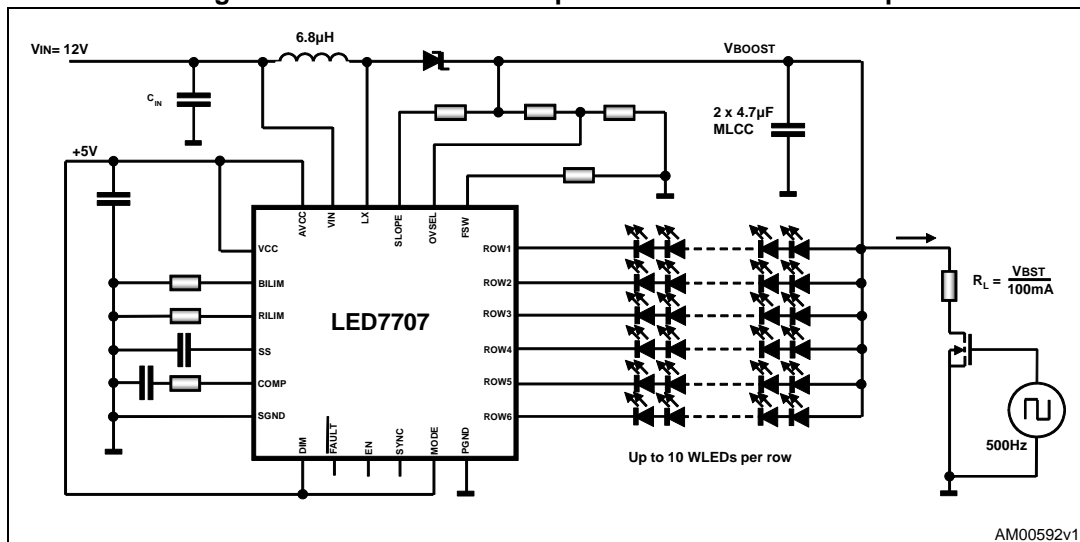 VIN= 12V
6.8µH
VBOOST
CIN
2 x 4.7µF
MLCC
+5V
AVCC
VIN
LX
SLOPE
OVSEL
FSW
VCC
BILIM
RILIM
SS
COMP
SGND
LED7707
ROW1
ROW2
ROW3
ROW4
ROW5
ROW6
DIM
FAULT
EN
SYNC
MODE
PGND
RL = VBST
100mA
500Hz
Up to 10 WLEDs per row
AM00592v1